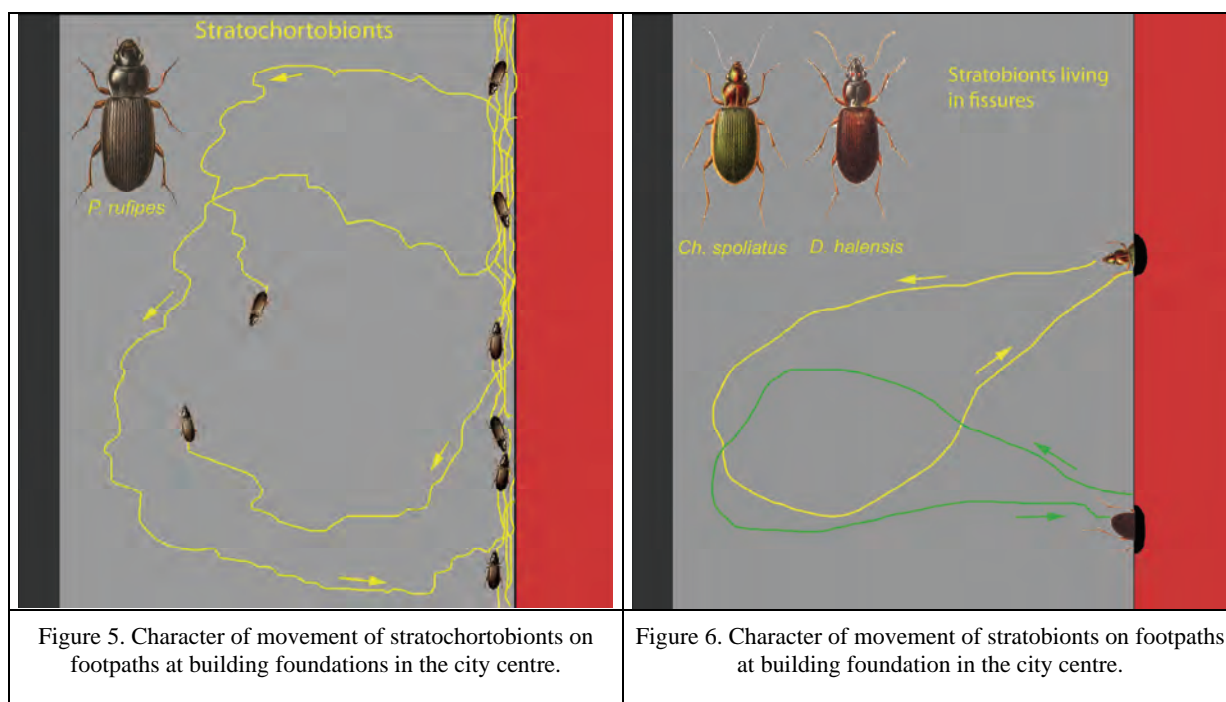 Stratochortobionts
P. rufipes
Stratobionts living
in fissures
Ch. spoliatus D. halensis
Figure 5. Character of movement of stratochortobionts on
footpaths at building foundations in the city centre.
Figure 6. Character of movement of stratobionts on footpaths
at building foundation in the city centre.